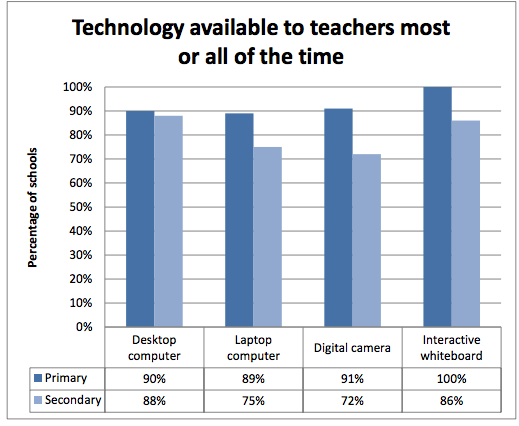 Technology available to teachers most
or all of the time
Percentage of schools
100%
90%
80%
70%
60%
50%
40%
30%
20%
10%
0%
Desktop
computer
Laptop
computer
Digital camera
Interactive
whiteboard
Primary 90% 89% 91% 100%
Secondary 88% 75% 72% 86%